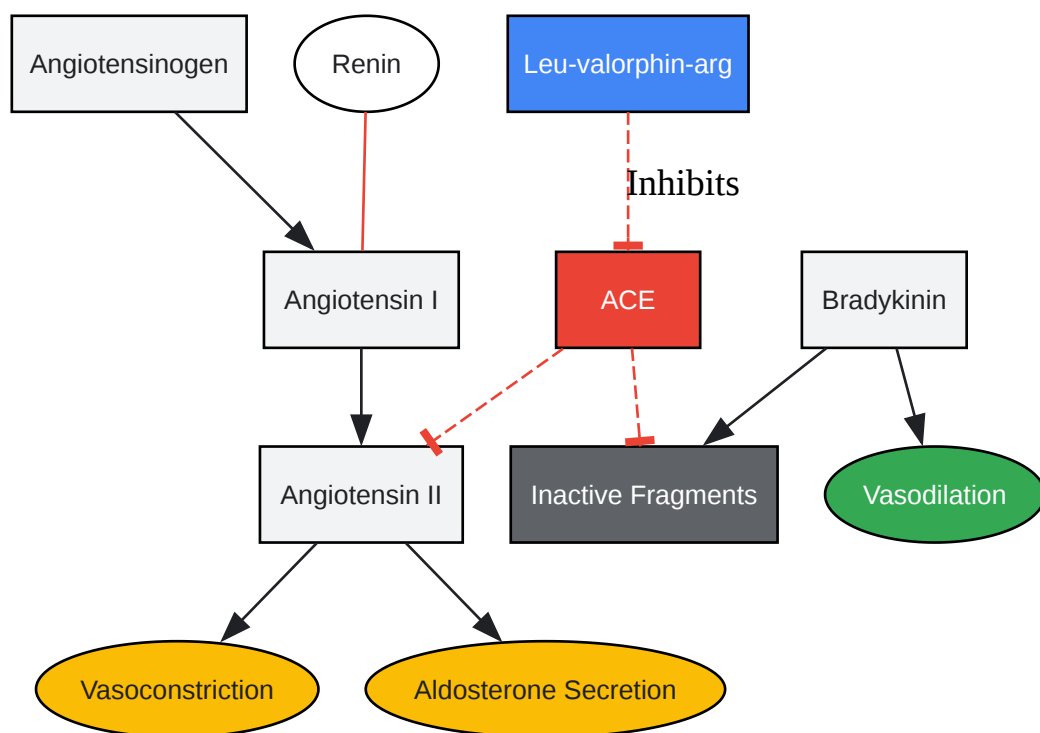 Angiotensinogen
Renin
Leu-valorphin-arg
Inhibits
Angiotensin I
ACE
Bradykinin
Angiotensin II
Inactive Fragments
Vasodilation
Vasoconstriction
Aldosterone Secretion